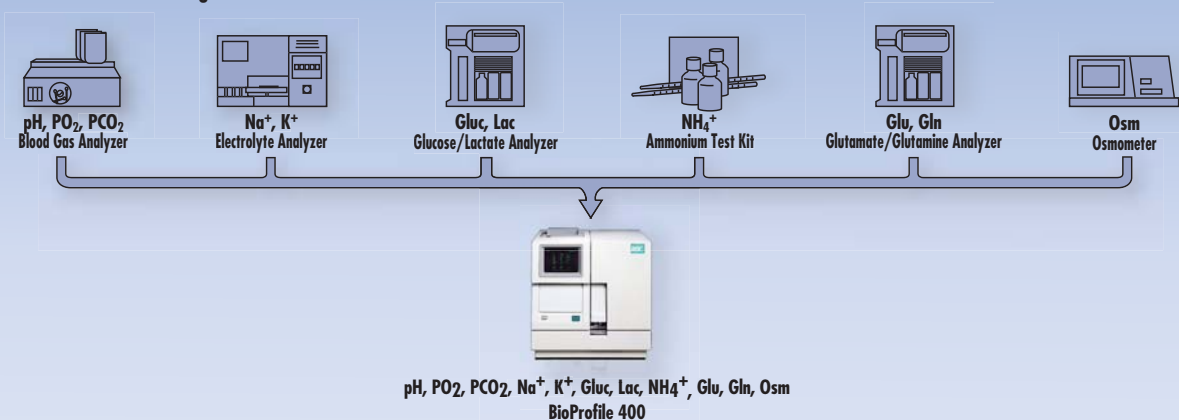 pH, PO₂, PCO₂
Blood Gas Analyzer
Na⁺, K⁺
Electrolyte Analyzer
Gluc, Lac
Glucose/Lactate Analyzer
NH₄⁺
Ammonium Test Kit
Glu, Gln
Glutamate/Glutamine Analyzer
Osm
Osmometer
pH, PO₂, PCO₂, Na⁺, K⁺, Gluc, Lac, NH₄⁺, Glu, Gln, Osm
BioProfile 400